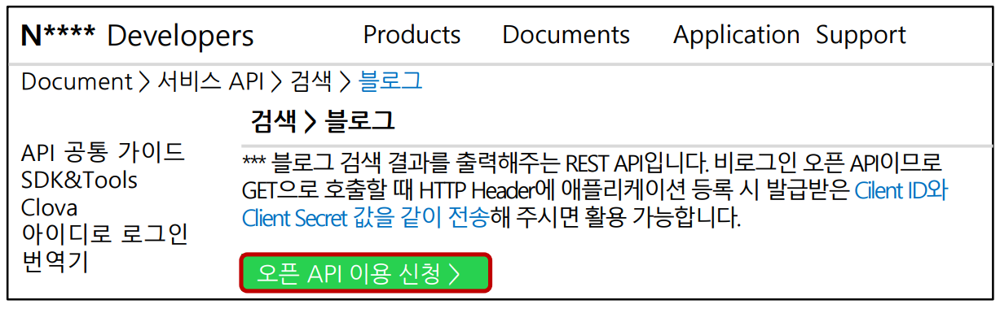 N**** Developers Products Documents Application Support
Document > 서비스 API > 검색 > 블로그
검색 > 블로그
API 공통 가이드
SDK&Tools
Clova
아이디로 로그인
번역기
*** 블로그 검색 결과를 출력해주는 REST API입니다. 비로그인 오픈 API이므로
GET으로 호출할 때 HTTP Header에 애플리케이션 등록 시 발급받은 Cilent ID와
Client Secret 값을 같이 전송해 주시면 활용 가능합니다.
오픈 API 이용 신청 >